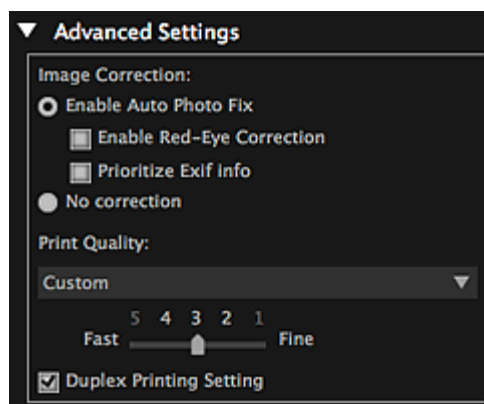 Advanced Settings
Image Correction:
Enable Auto Photo Fix
Enable Red-Eye Correction
Prioritize Exif info
No correction
Print Quality:
Custom
5 4 3 2 1
Fast Fine
Duplex Printing Setting